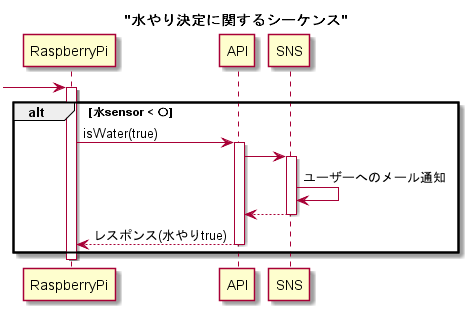 "水やり決定に関するシーケンス"
RaspberryPi API SNS
alt [水sensor < 〇]
isWater(true)
ユーザーへのメール通知
レスポンス(水やりtrue)
RaspberryPi API SNS